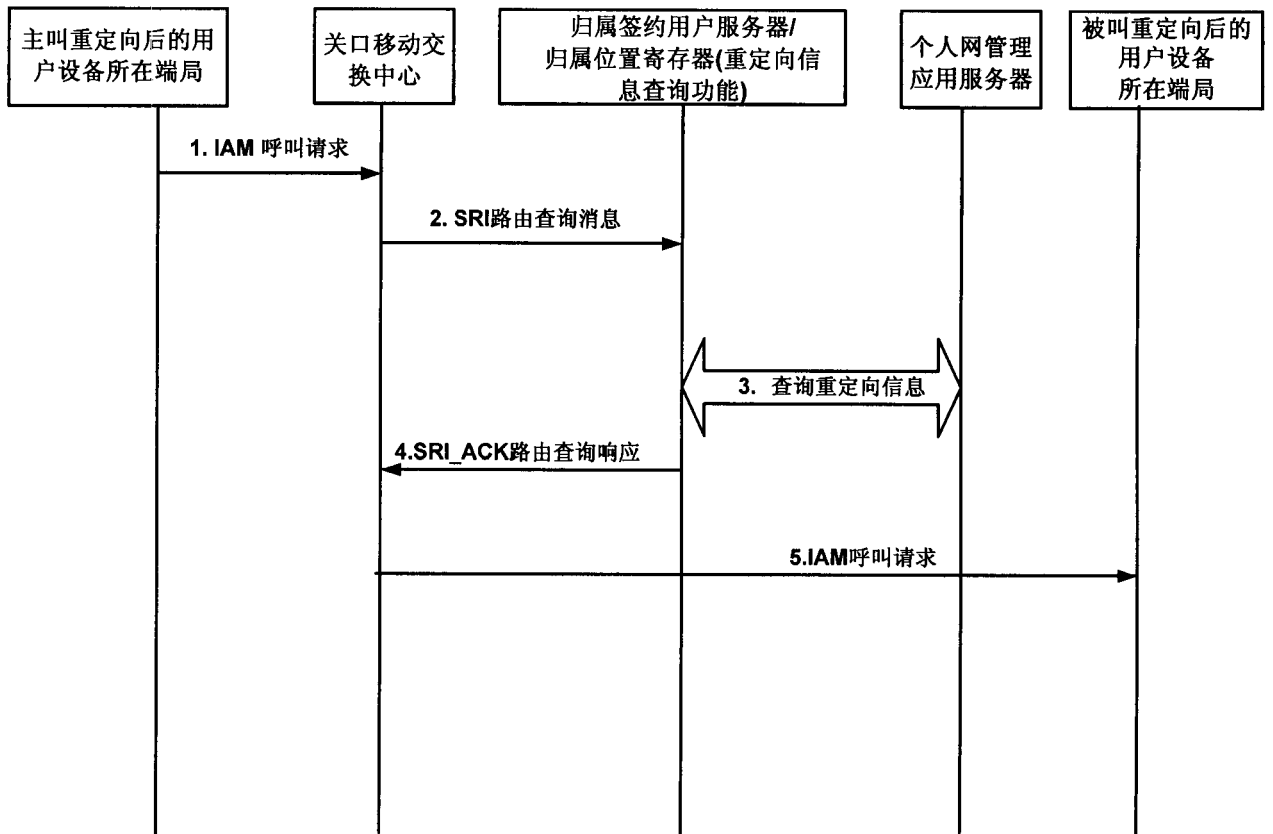 主叫重定向后的用
户设备所在端局
关口移动交
换中心
归属签约用户服务器/
归属位置寄存器(重定向信
息查询功能)
个人网管理
应用服务器
被叫重定向后的
用户设备
所在端局
1. IAM 呼叫请求
2. SRI路由查询消息
3. 查询重定向信息
4.SRI_ACK路由查询响应
5.IAM呼叫请求